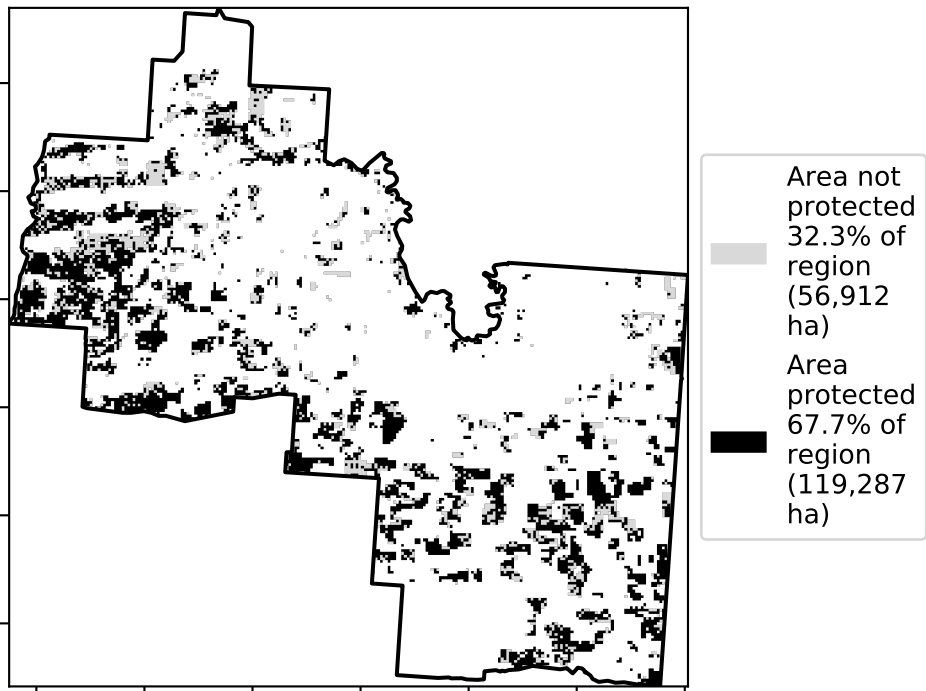 Area not
protected
32.3% of
region
(56,912
ha)
Area
protected
67.7% of
region
(119,287
ha)